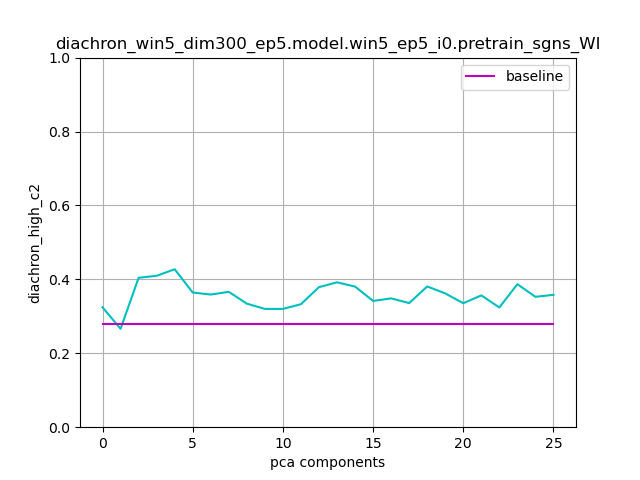 diachron_win5_dim300_ep5.model.win5_ep5_i0.pretrain_sgns_WI
baseline
1.0
0.8
0.6
0.4
0.2
0.0
diachron_high_c2
0 5 10 15 20 25
pca components